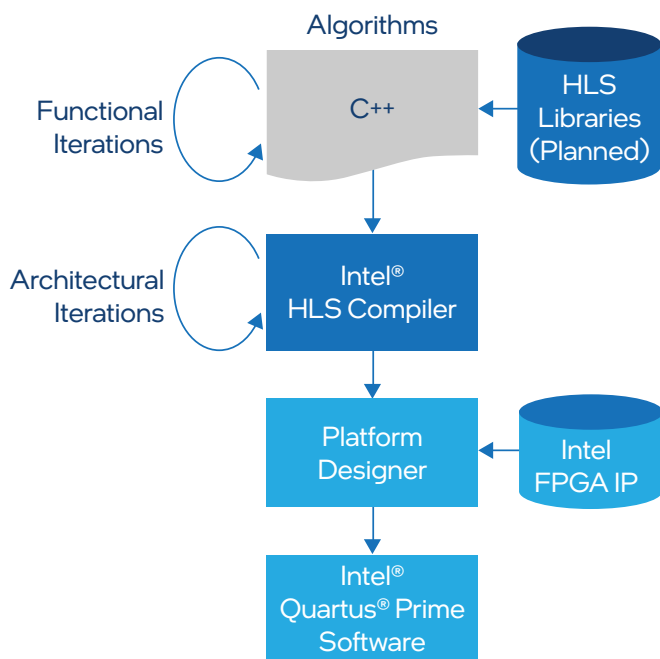 Algorithms
C++
HLS
Libraries
(Planned)
Functional
Iterations
Intel®
HLS Compiler
Architectural
Iterations
Platform
Designer
Intel
FPGA IP
Intel®
Quartus® Prime
Software